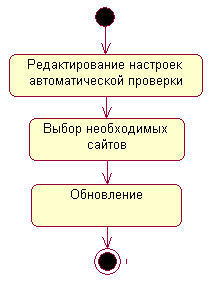 Редактирование настроек
автоматической проверки
Выбор необходимых
сайтов
Обновление